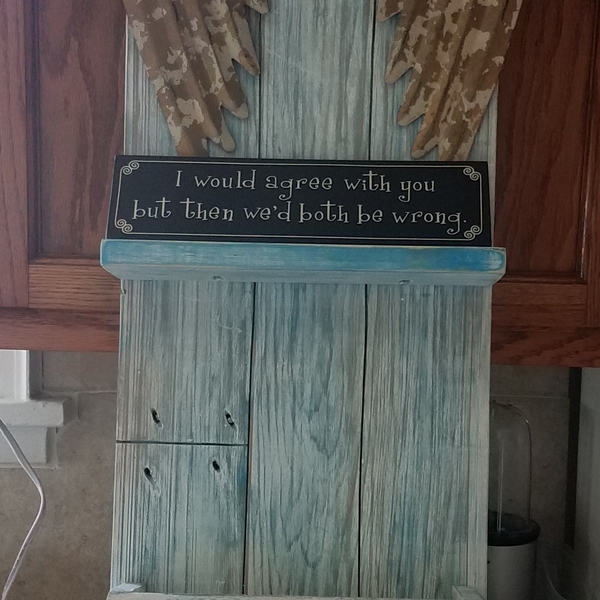 I would agree with you
but then we'd both be wrong.